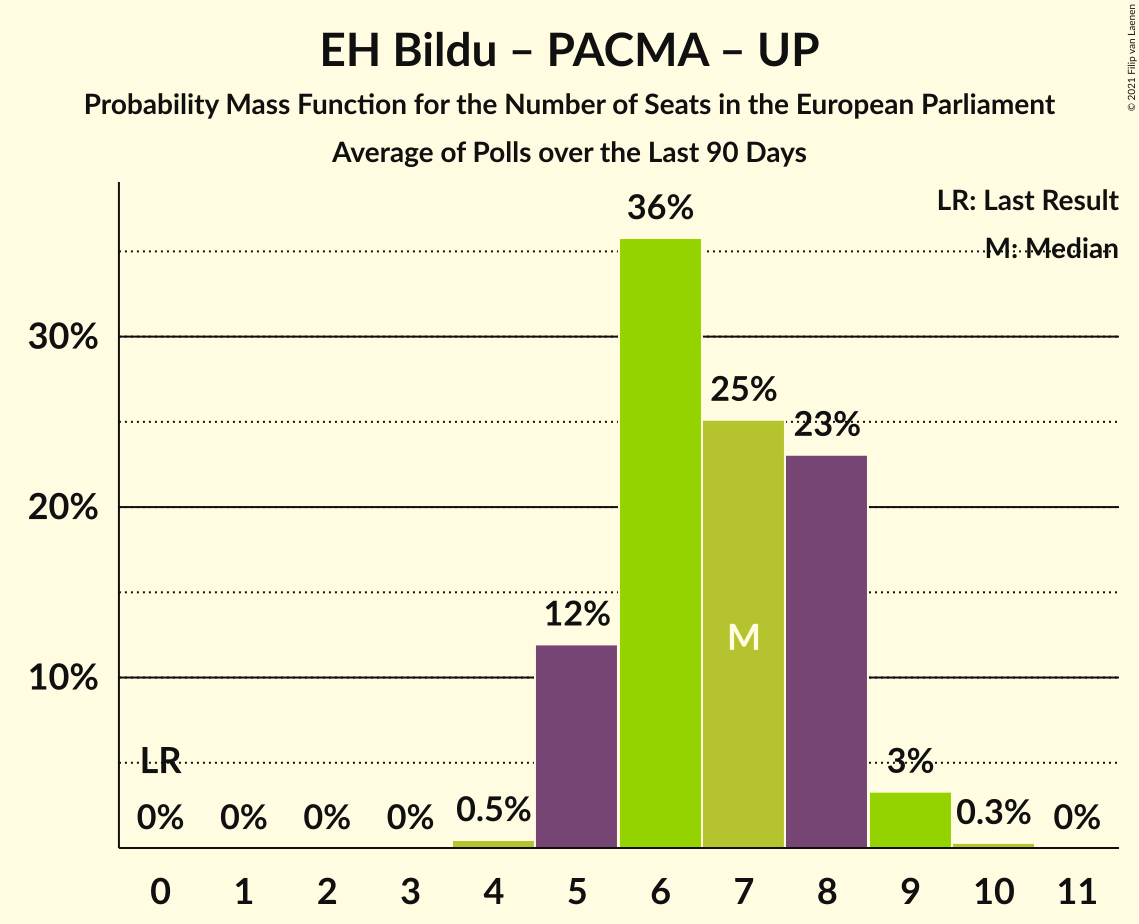 EH Bildu – PACMA – UP
Probability Mass Function for the Number of Seats in the European Parliament
Average of Polls over the Last 90 Days
© 2021 Filip van Laenen
LR: Last Result
M: Median
36%
30%
25%
23%
20%
12%
M
10%
LR
3%
0% 0% 0% 0% 0.5% 0.3% 0%
0 1 2 3 4 5 6 7 8 9 10 11